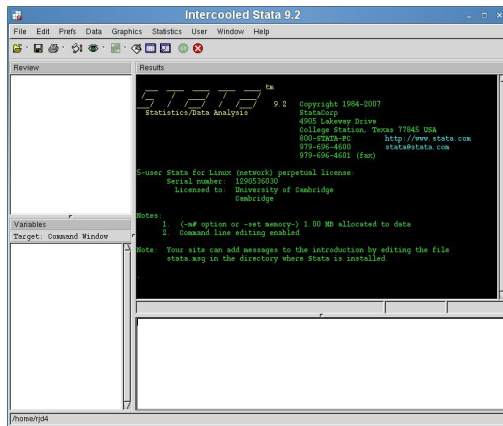 Intercooled Stata 9.2
File Edit Prefs Data Graphics Statistics User Window Help
Review
Results
tm
9.2 Copyright 1984-2007
Statistics/Data Analysis StataCorp
4905 Lakeway Drive
College Station, Texas 77845 USA
800-STATA-PC http://www.stata.com
979-696-4600 stata@stata.com
979-696-4601 (fax)
5-user Stata for Linux (network) perpetual license:
Serial number: 1290536030
Licensed to: University of Cambridge
Cambridge
Notes:
1. (-m# option or -set memory-) 1.00 MB allocated to data
2. Command line editing enabled
Note: Your site can add messages to the introduction by editing the file
stata.msg in the directory where Stata is installed.
.
Variables
Target: Command Window
/home/rjd4